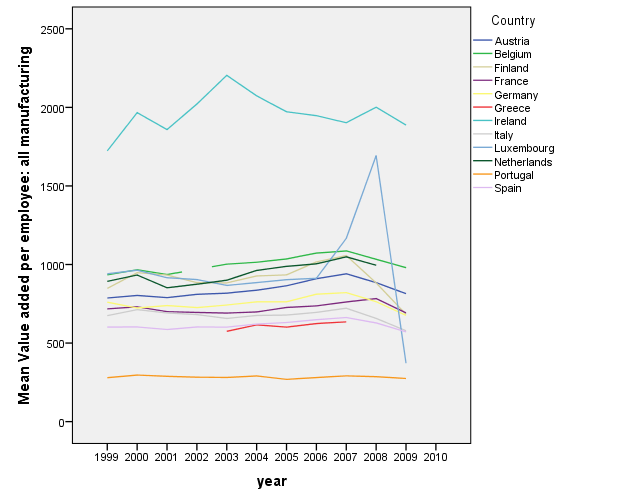 Country
Austria
Belgium
Finland
France
Germany
Greece
Ireland
Italy
Luxembourg
Netherlands
Portugal
Spain
Mean Value added per employee: all manufacturing
2500
2000
1500
1000
500
0
1999 2000 2001 2002 2003 2004 2005 2006 2007 2008 2009 2010
year